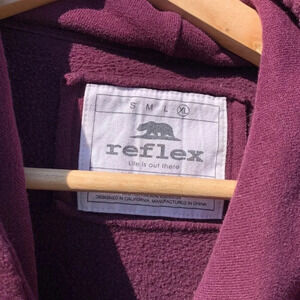 S M L XL
reflex
Life is out there
DESIGNED IN CALIFORNIA, MANUFACTURED IN CHINA